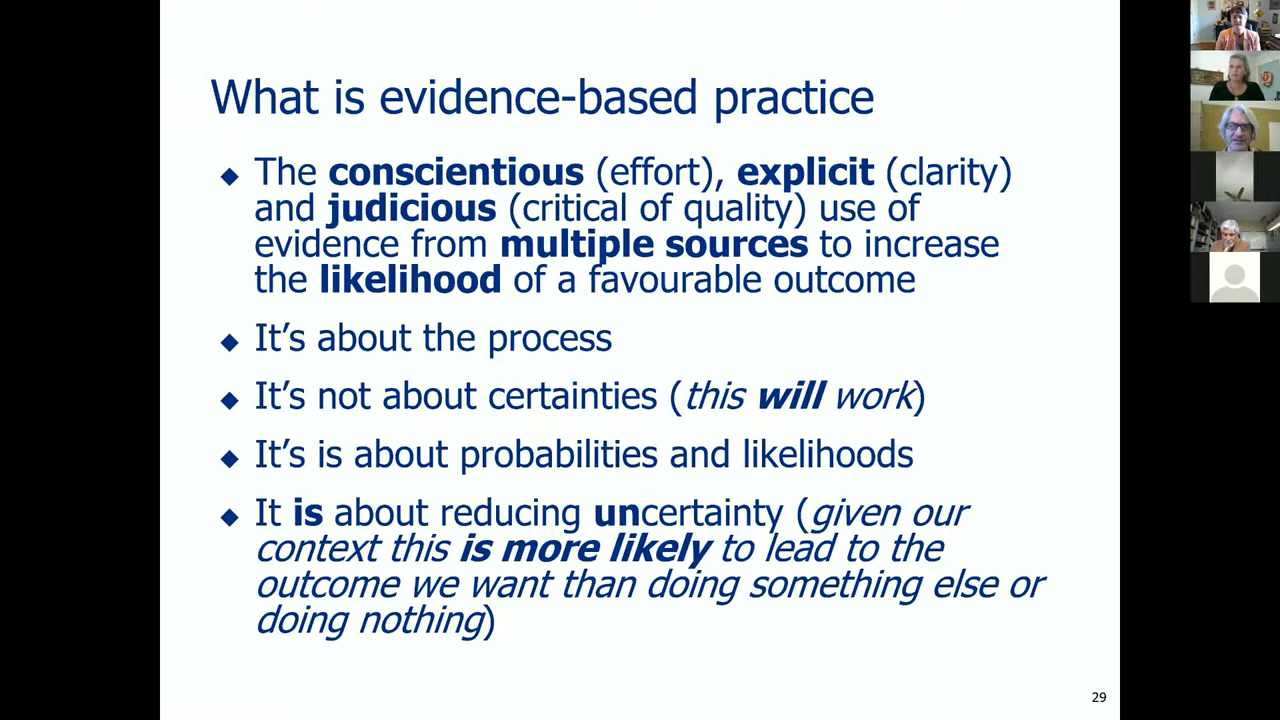 What is evidence-based practice
The conscientious (effort), explicit (clarity)
and judicious (critical of quality) use of
evidence from multiple sources to increase
the likelihood of a favourable outcome
It's about the process
It's not about certainties (this will work)
It's is about probabilities and likelihoods
It is about reducing uncertainty (given our
context this is more likely to lead to the
outcome we want than doing something else or
doing nothing)
29